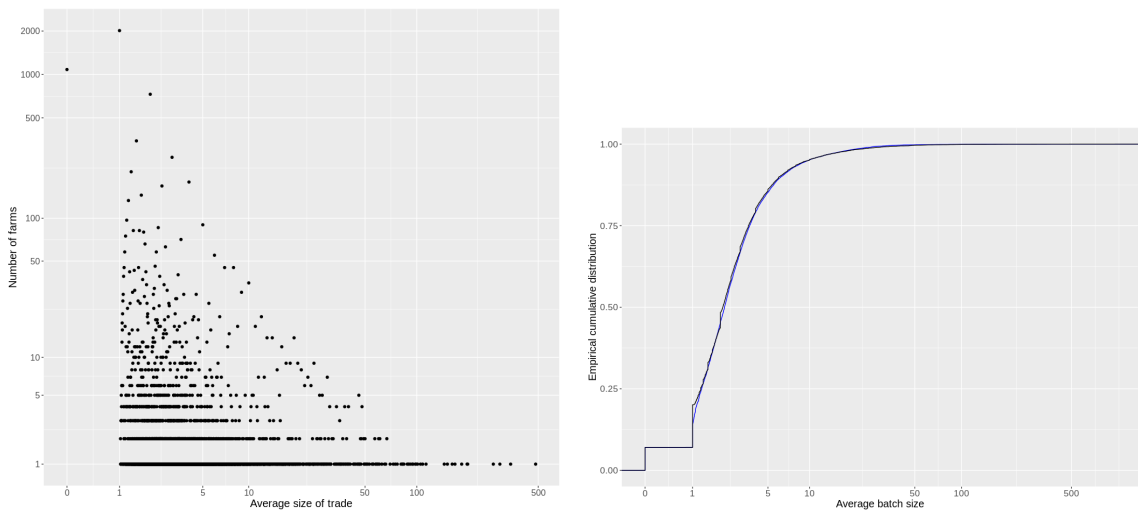 2000
1000
500
100
50
10
5
1
Number of farms
0 1 5 10 50 100 500
Average size of trade
1.00
0.75
0.50
0.25
0.00
Empirical cumulative distribution
0 1 5 10 50 100 500
Average batch size